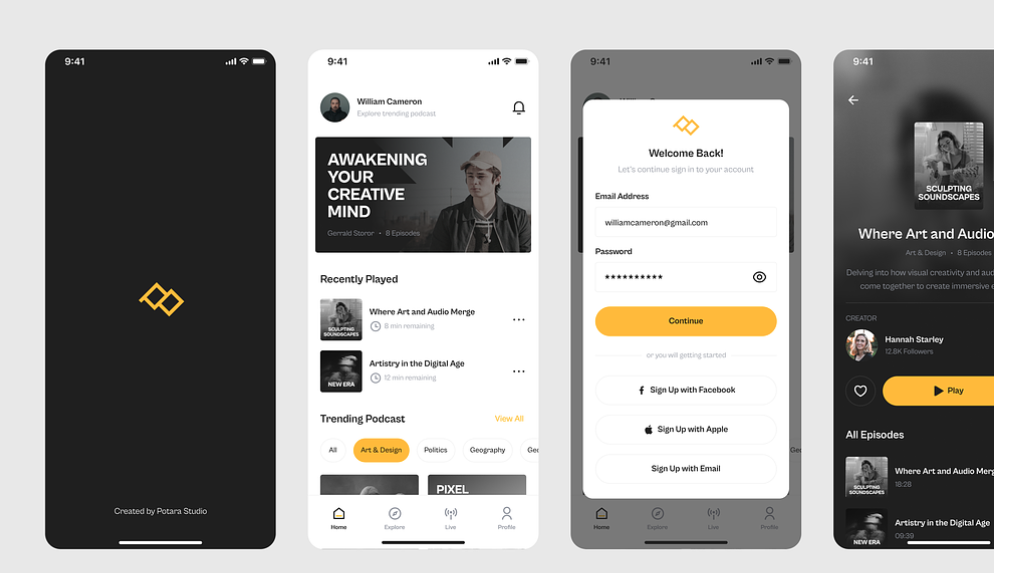 9:41
Created by Potara Studio
9:41
William Cameron
Explore trending podcast
AWAKENING
YOUR
CREATIVE
MIND
Gerrald Storor • 8 Episodes
Recently Played
SCULPTING
SOUNDSCAPES
Where Art and Audio Merge
8 min remaining
NEW ERA
Artistry in the Digital Age
12 min remaining
Trending Podcast
View All
All
Art & Design
Politics
Geography
Geo
PIXEL
Home
Explore
Live
Profile
9:41
Welcome Back!
Let's continue sign in to your account
Email Address
williamcameron@gmail.com
Password
**********
Continue
or you will getting started
Sign Up with Facebook
Sign Up with Apple
Sign Up with Email
Home
Explore
Live
Profile
9:41
SCULPTING
SOUNDSCAPES
Where Art and Audio
Art & Design • 8 Episodes
Delving into how visual creativity and aud
come together to create immersive e
CREATOR
Hannah Starley
12.8K Followers
Play
All Episodes
SCULPTING
SOUNDSCAPES
Where Art and Audio Merg
18:28
NEW ERA
Artistry in the Digital Age
09:39